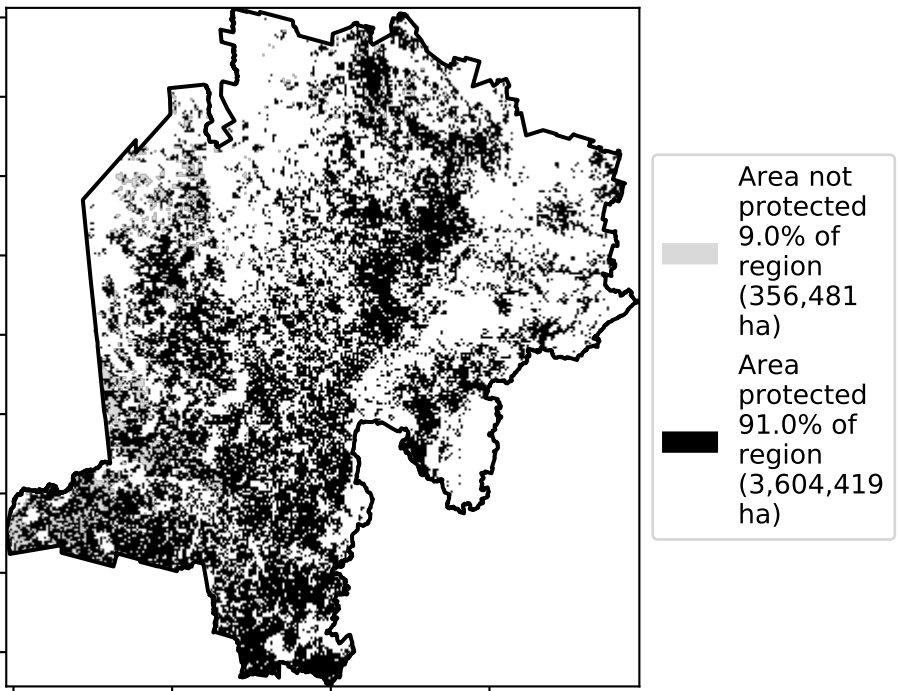 Area not
protected
9.0% of
region
(356,481
ha)
Area
protected
91.0% of
region
(3,604,419
ha)